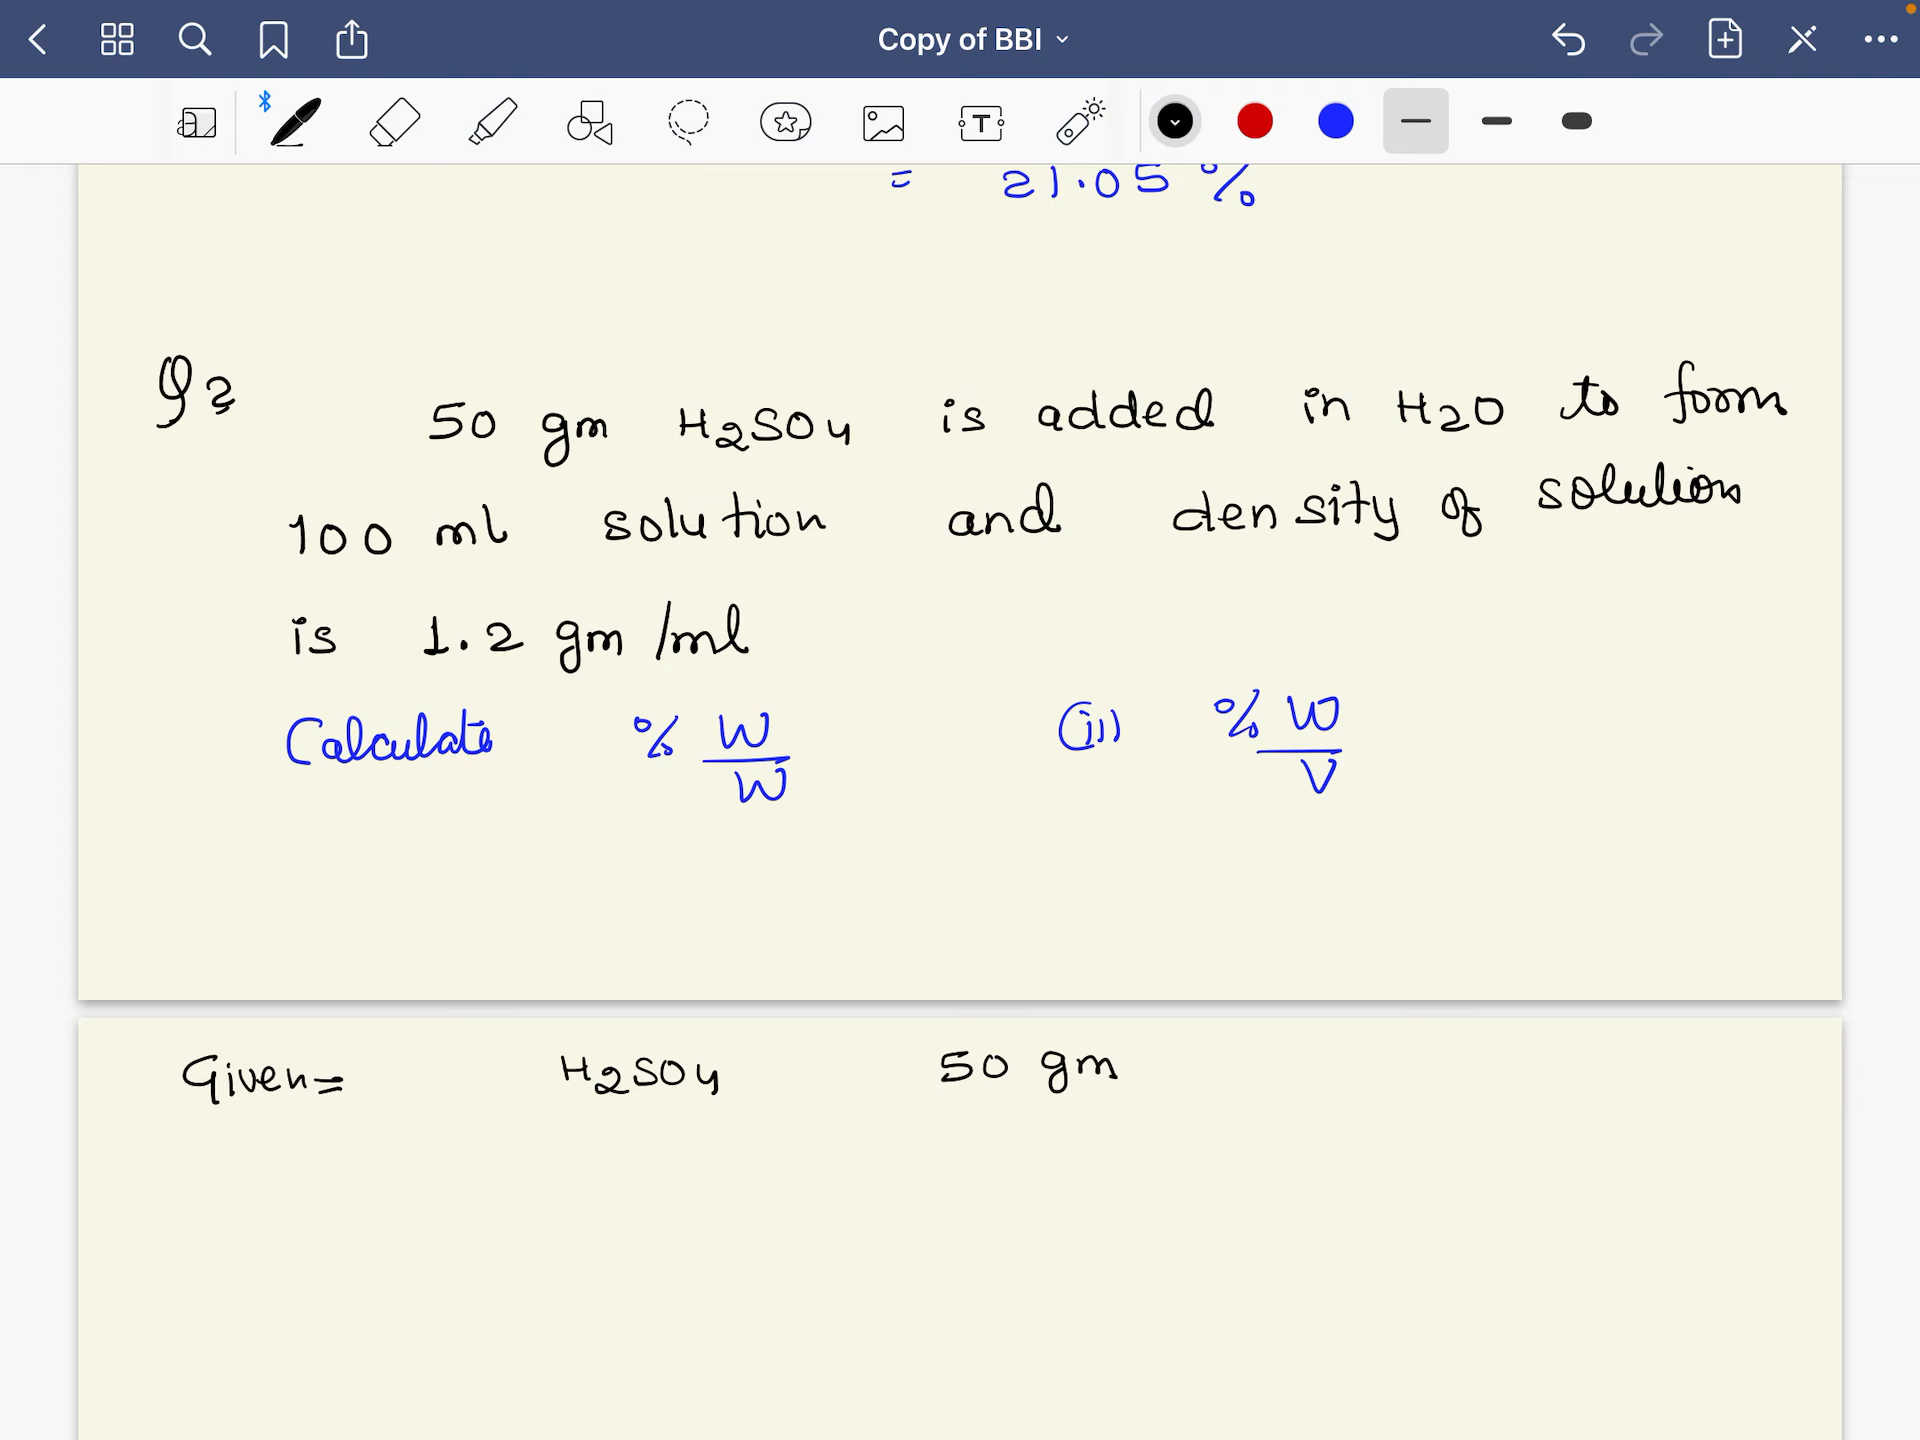 Copy of BBI
= 21.05 %
Q2
50 gm H2SO4 is added in H2O to form
100 ml solution and density of solution
is 1.2 gm/ml
Calculate % W/W (ii) % W/V
Given= H2SO4 50 gm